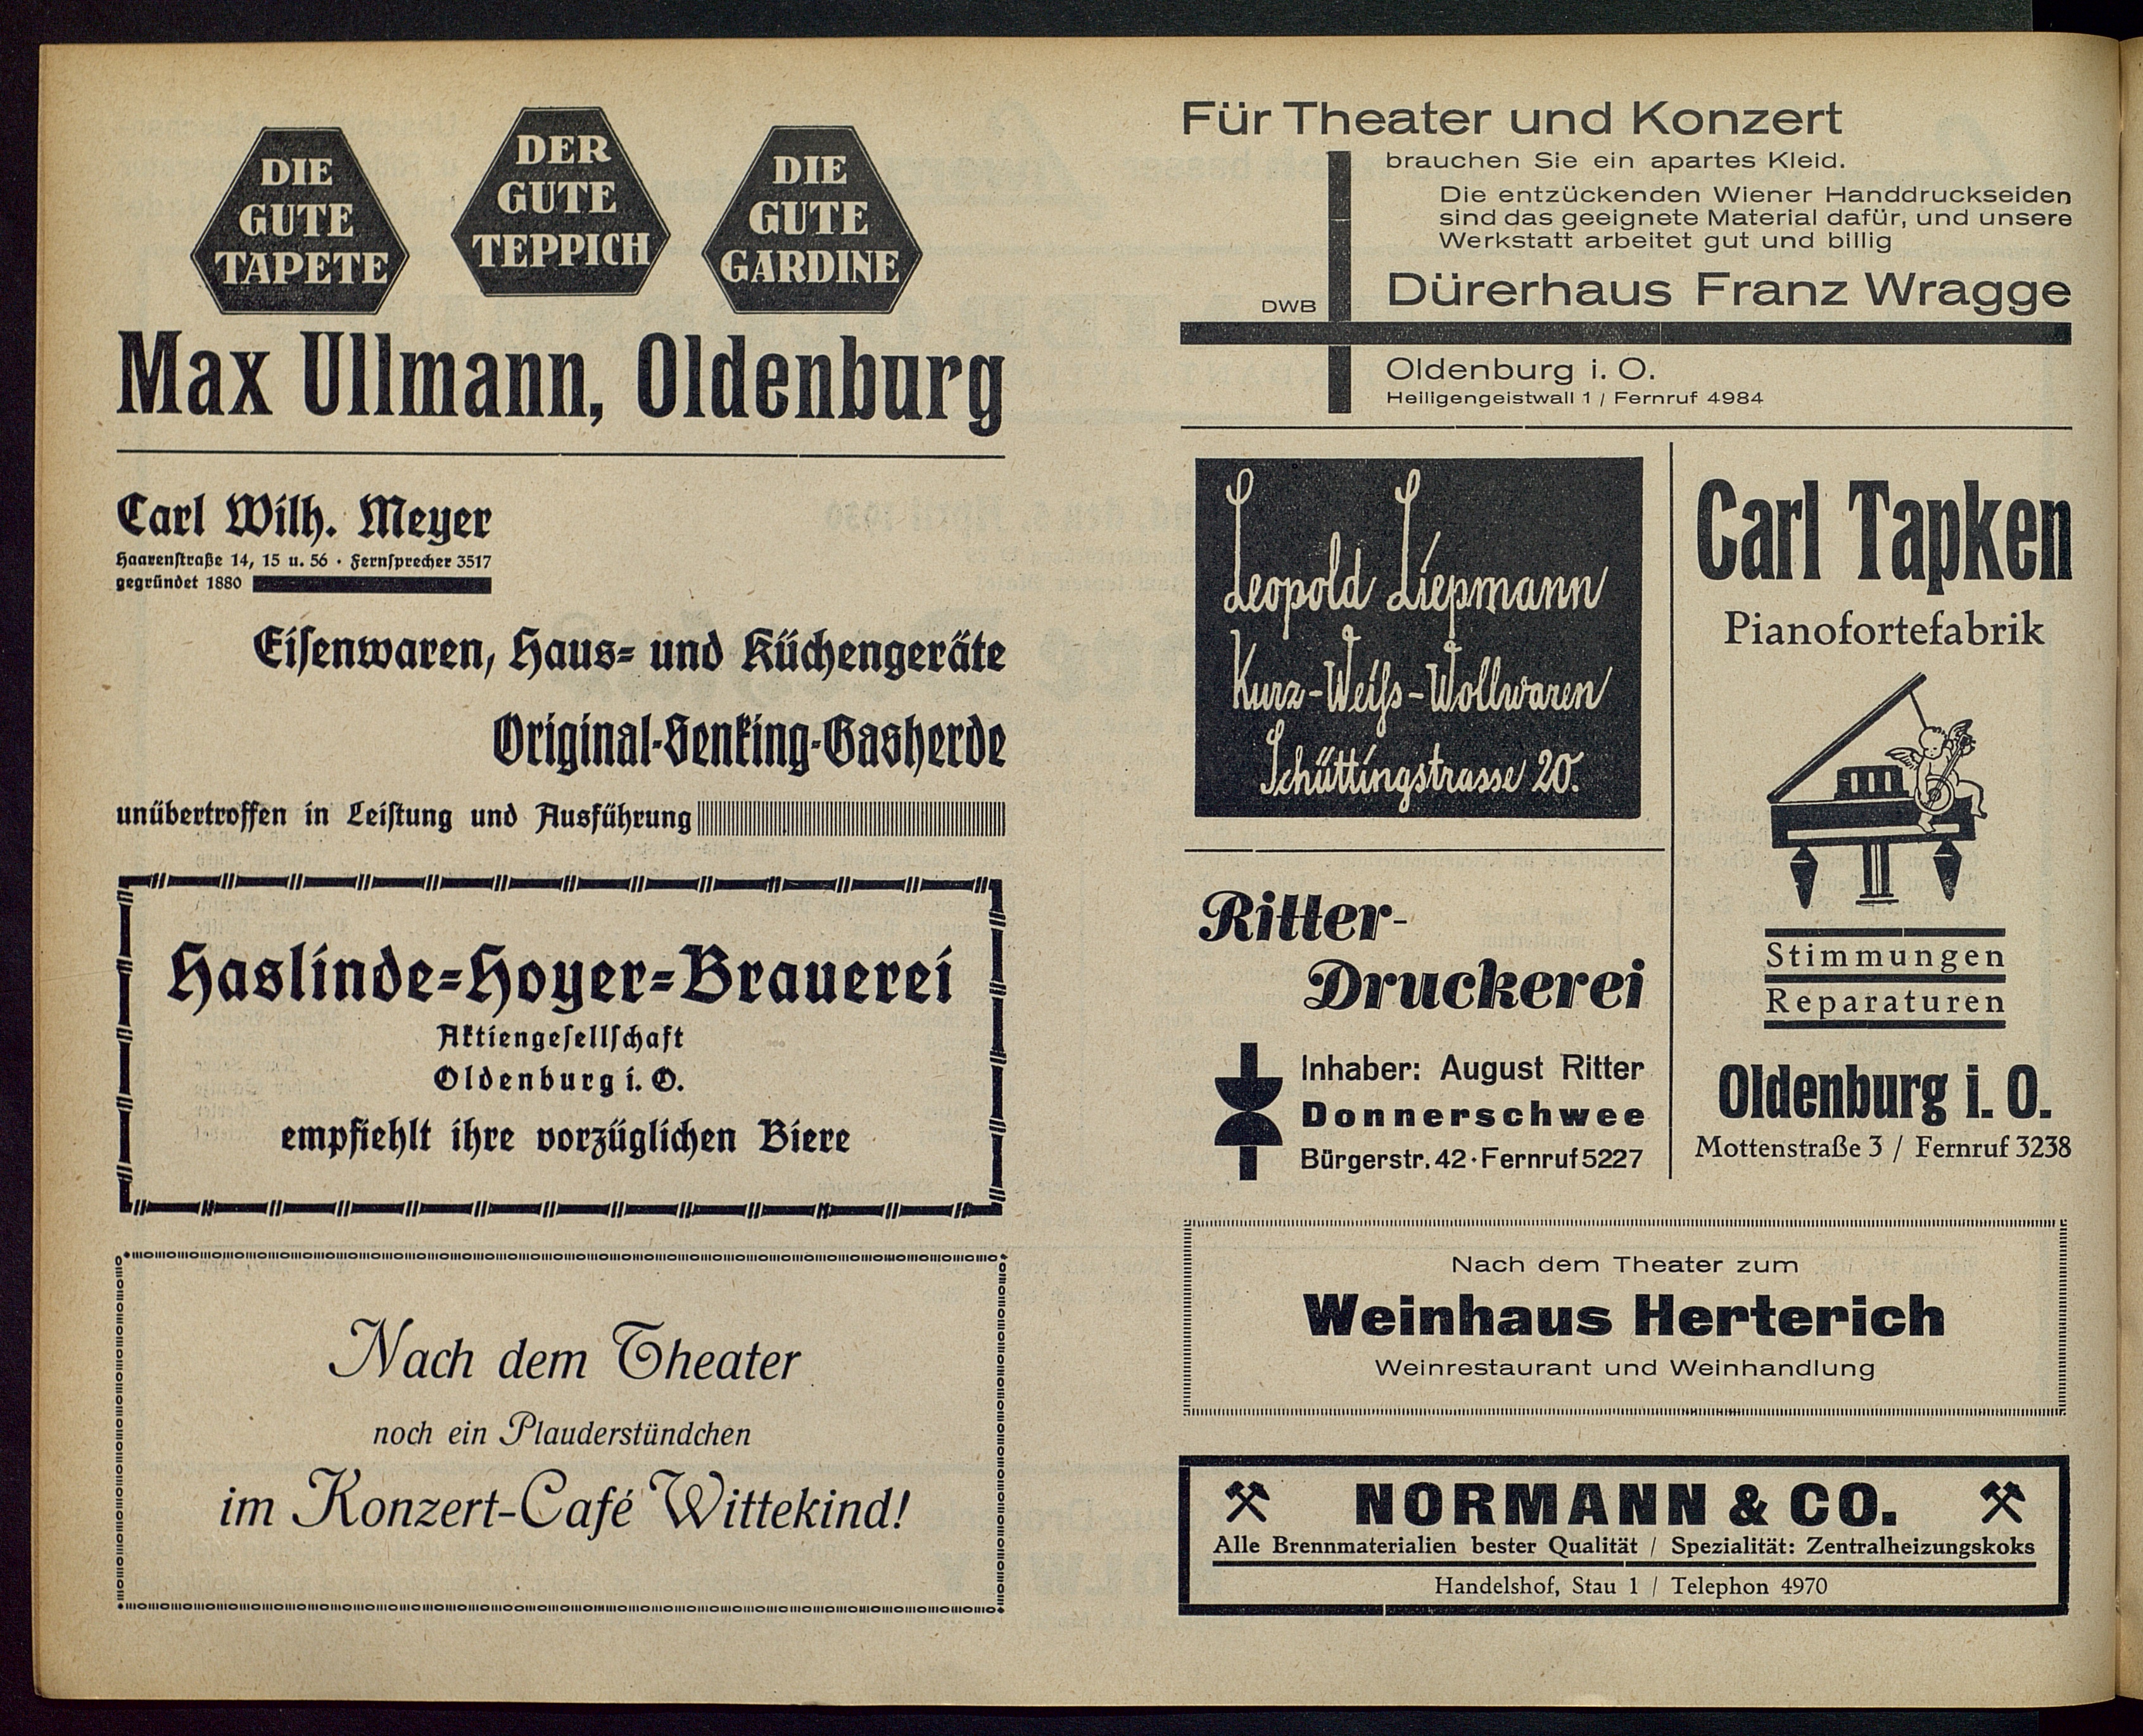 DIE
GUTE
TAPETE
DER
GUTE
TEPPICH
DIE
GUTE
GARDINE
Max Ullmann, Oldenburg
Carl Wilh. Meyer
Haarenſtraße 14, 15 u. 56 · Fernſprecher 3517
gegründet 1880
Eiſenwaren, Haus- und Küchengeräte
Original-Senking-Gasherde
unübertroffen in Leiſtung und Ausführung
Haslinde-Hoyer-Brauerei
Aktiengeſellſchaft
Oldenburg i. O.
empfiehlt ihre vorzüglichen Biere
Nach dem Theater
noch ein Plauderstündchen
im Konzert-Café Wittekind!
Für Theater und Konzert
brauchen Sie ein apartes Kleid.
Die entzückenden Wiener Handdruckseiden
sind das geeignete Material dafür, und unsere
Werkstatt arbeitet gut und billig
DWB
Dürerhaus Franz Wragge
Oldenburg i. O.
Heiligengeistwall 1 / Fernruf 4984
Leopold Liepmann
Kurz-Weiß-Wollwaren
Schüttingstrasse 20.
Ritter-
Druckerei
Inhaber: August Ritter
Donnerschwee
Bürgerstr. 42 · Fernruf 5227
Carl Tapken
Pianofortefabrik
Stimmungen
Reparaturen
Oldenburg i. O.
Mottenstraße 3 / Fernruf 3238
Nach dem Theater zum
Weinhaus Herterich
Weinrestaurant und Weinhandlung
NORMANN & CO.
Alle Brennmaterialien bester Qualität / Spezialität: Zentralheizungskoks
Handelshof, Stau 1 / Telephon 4970